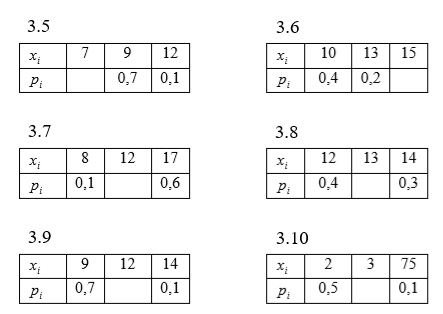 3.5 3.6
xᵢ 7 9 12 xᵢ 10 13 15
pᵢ 0,7 0,1 pᵢ 0,4 0,2
3.7 3.8
xᵢ 8 12 17 xᵢ 12 13 14
pᵢ 0,1 0,6 pᵢ 0,4 0,3
3.9 3.10
xᵢ 9 12 14 xᵢ 2 3 75
pᵢ 0,7 0,1 pᵢ 0,5 0,1